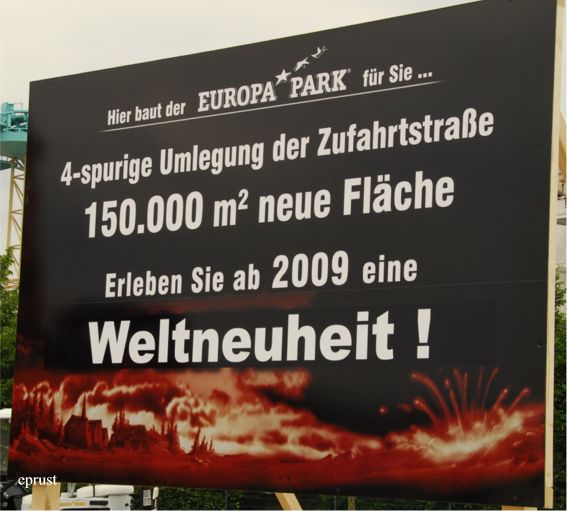 Hier baut der EUROPA PARK® für Sie ...
4-spurige Umlegung der Zufahrtstraße
150.000 m² neue Fläche
Erleben Sie ab 2009 eine
Weltneuheit !
eprust